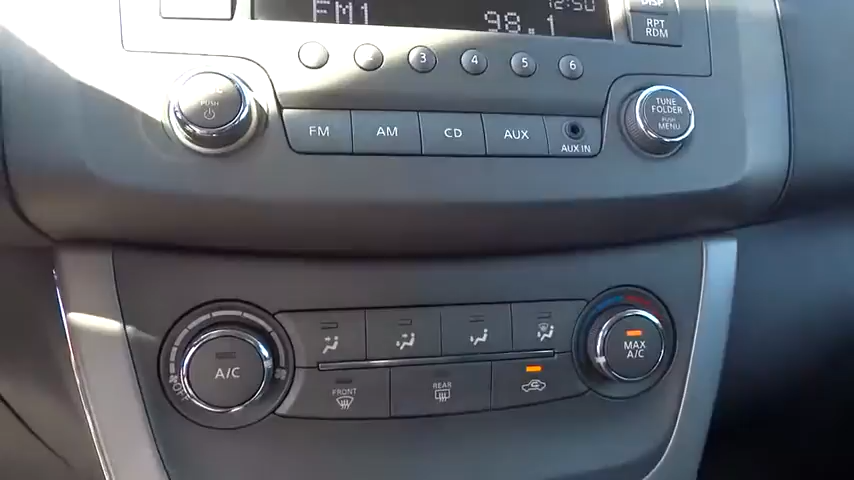 FM1
12:50
98.1
DISP
RPT
RDM
3 4 5 6
PUSH
TUNE
FOLDER
PUSH
MENU
FM AM CD AUX
AUX IN
A/C
OFF
FRONT
REAR
MAX
A/C